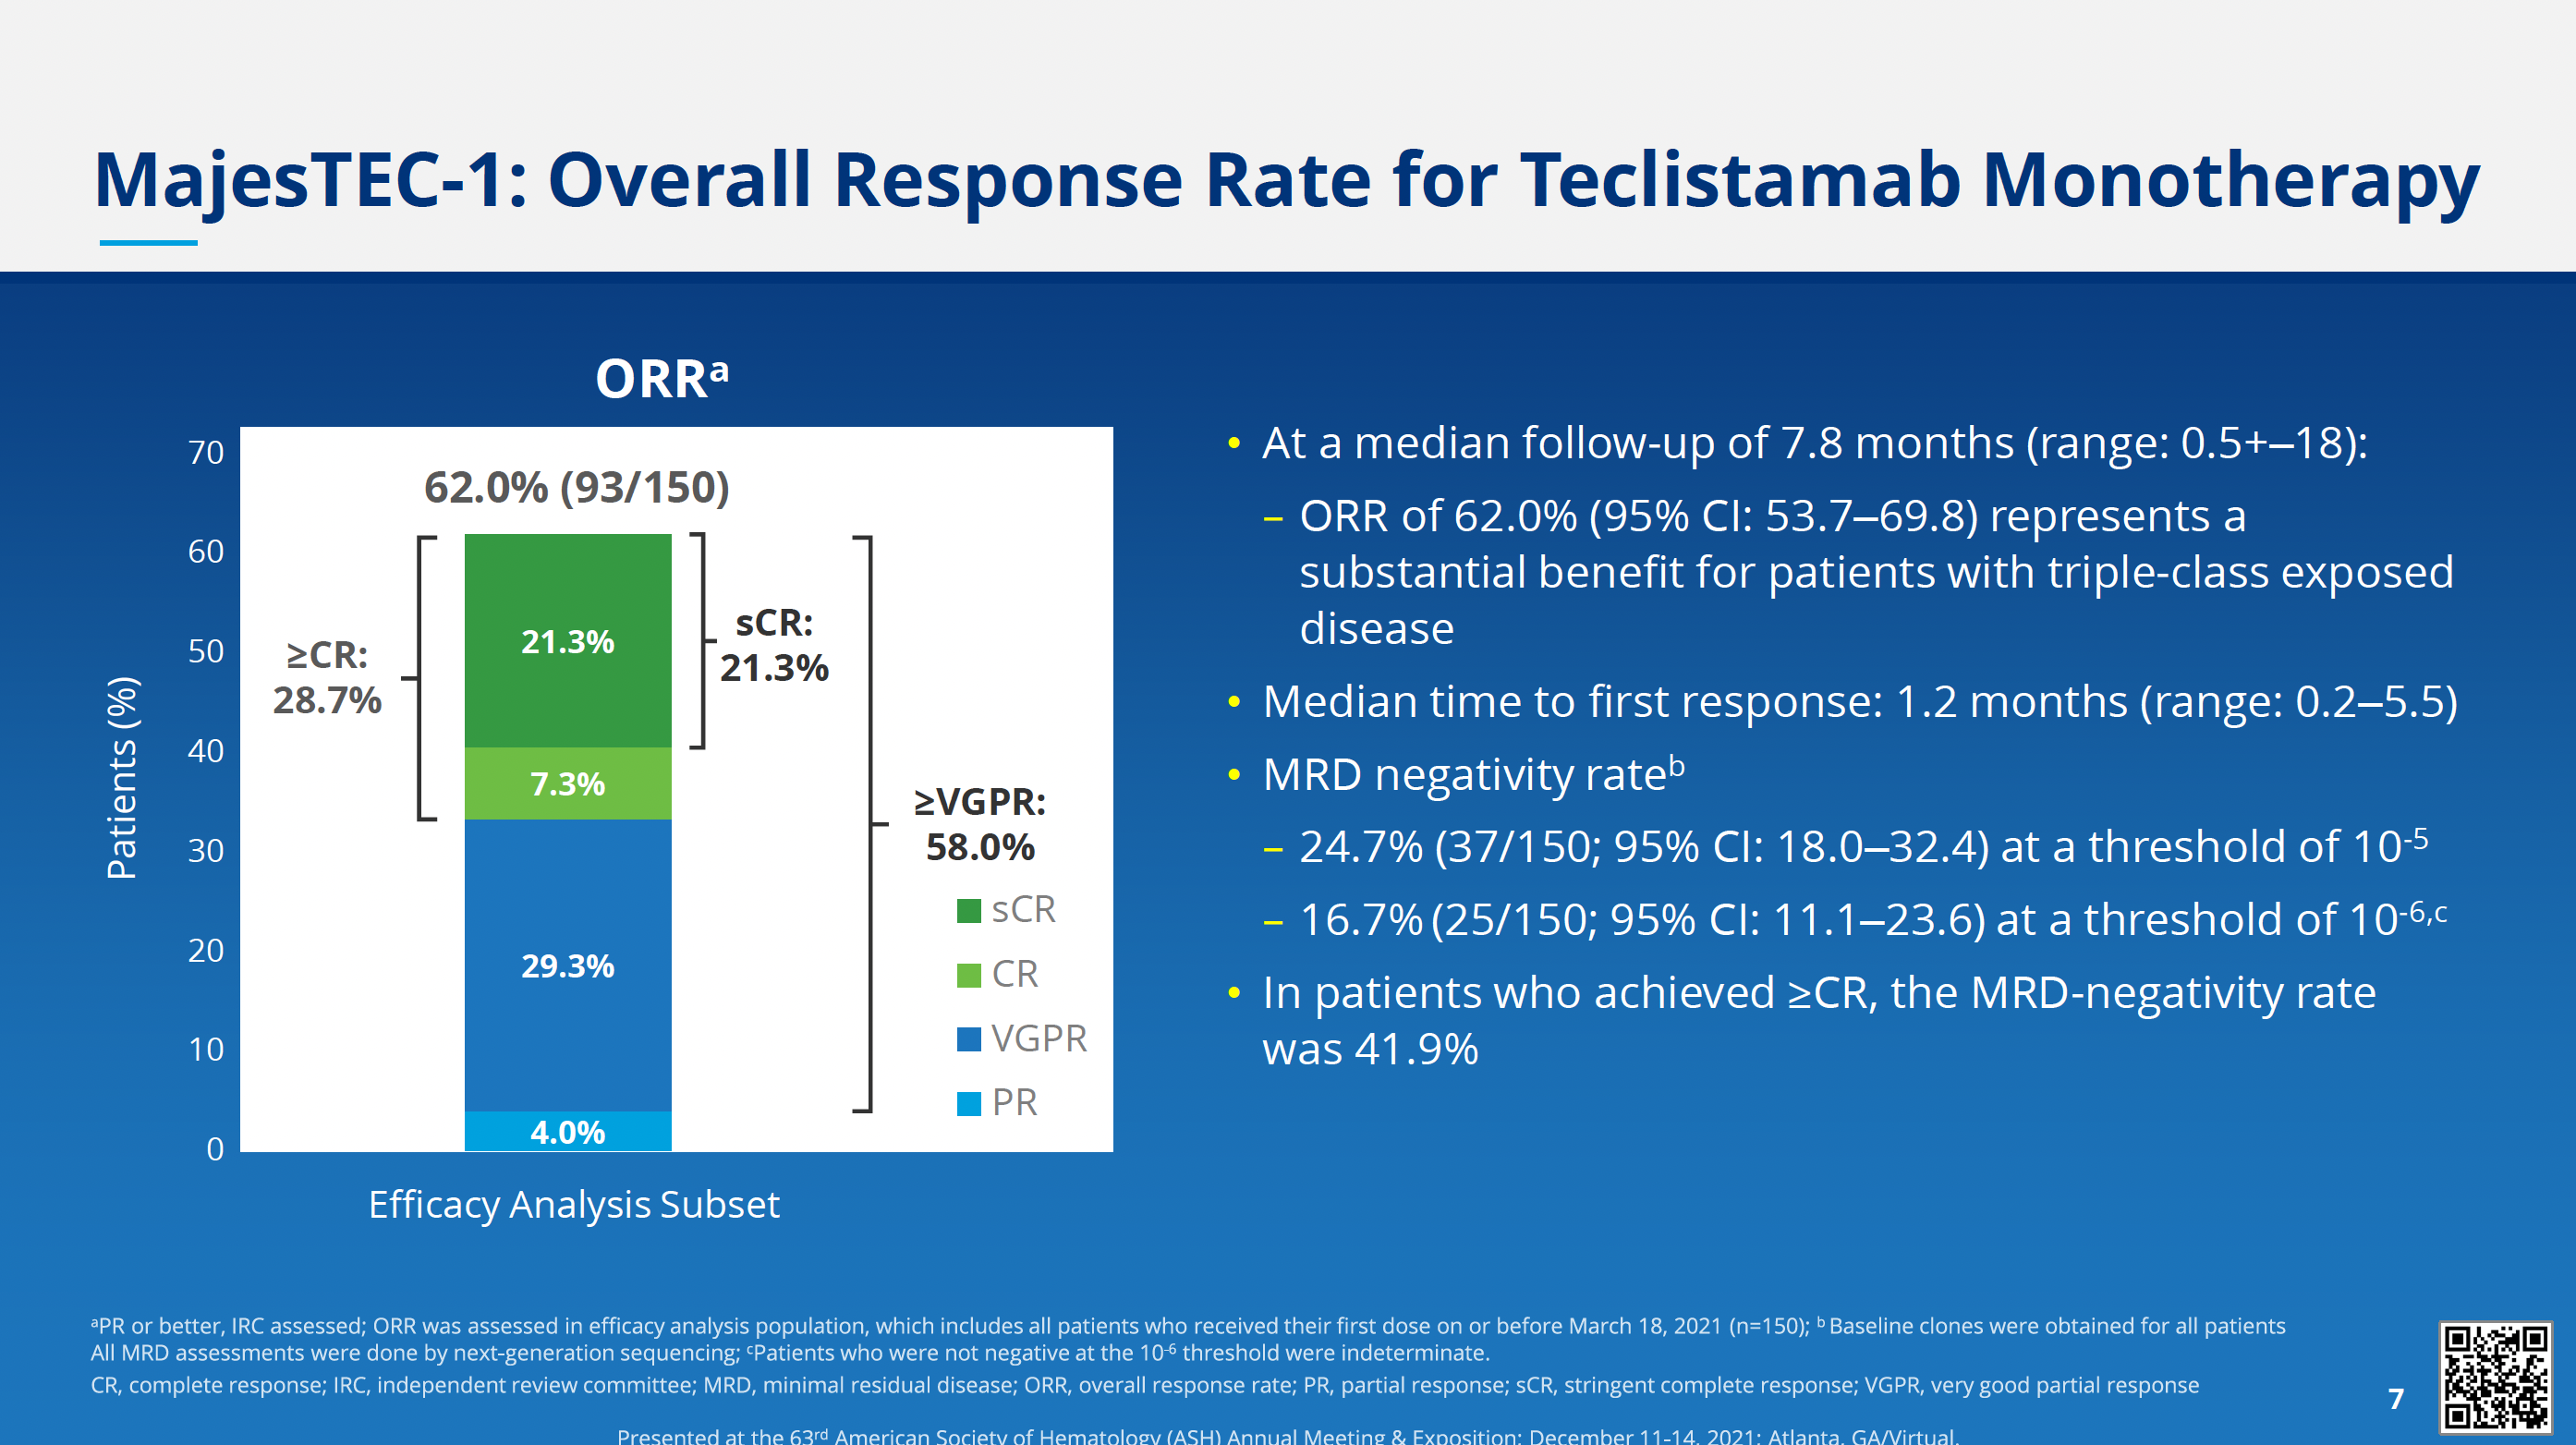 MajesTEC-1: Overall Response Rate for Teclistamab Monotherapy
ORRᵃ
Patients (%)
70
60
50
40
30
20
10
0
62.0% (93/150)
≥CR:
28.7%
21.3%
7.3%
29.3%
4.0%
sCR:
21.3%
≥VGPR:
58.0%
sCR
CR
VGPR
PR
Efficacy Analysis Subset
• At a median follow-up of 7.8 months (range: 0.5+–18):
– ORR of 62.0% (95% CI: 53.7–69.8) represents a
substantial benefit for patients with triple-class exposed
disease
• Median time to first response: 1.2 months (range: 0.2–5.5)
• MRD negativity rateᵇ
– 24.7% (37/150; 95% CI: 18.0–32.4) at a threshold of 10⁻⁵
– 16.7% (25/150; 95% CI: 11.1–23.6) at a threshold of 10⁻⁶,ᶜ
• In patients who achieved ≥CR, the MRD-negativity rate
was 41.9%
ᵃPR or better, IRC assessed; ORR was assessed in efficacy analysis population, which includes all patients who received their first dose on or before March 18, 2021 (n=150); ᵇ Baseline clones were obtained for all patients
All MRD assessments were done by next-generation sequencing; ᶜPatients who were not negative at the 10⁻⁶ threshold were indeterminate.
CR, complete response; IRC, independent review committee; MRD, minimal residual disease; ORR, overall response rate; PR, partial response; sCR, stringent complete response; VGPR, very good partial response
7
Presented at the 63ʳᵈ American Society of Hematology (ASH) Annual Meeting & Exposition; December 11-14, 2021; Atlanta, GA/Virtual.